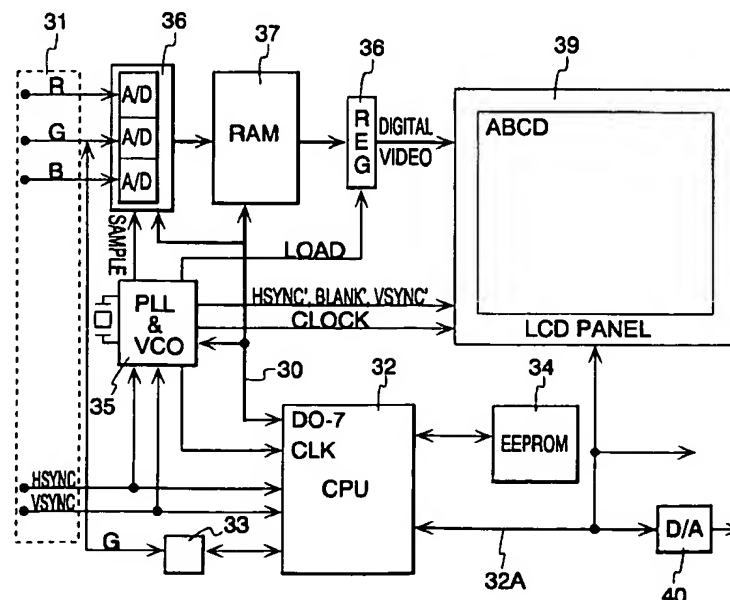 31
36
37
36
39
R
G
B
A/D
A/D
A/D
RAM
REG
DIGITAL
VIDEO
ABCD
SAMPLE
LOAD
HSYNC', BLANK', VSYNC'
CLOCK
LCD PANEL
PLL
&
VCO
35
30
32
34
DO-7
CLK
CPU
EEPROM
HSYNC
VSYNC
G
33
32A
D/A
40